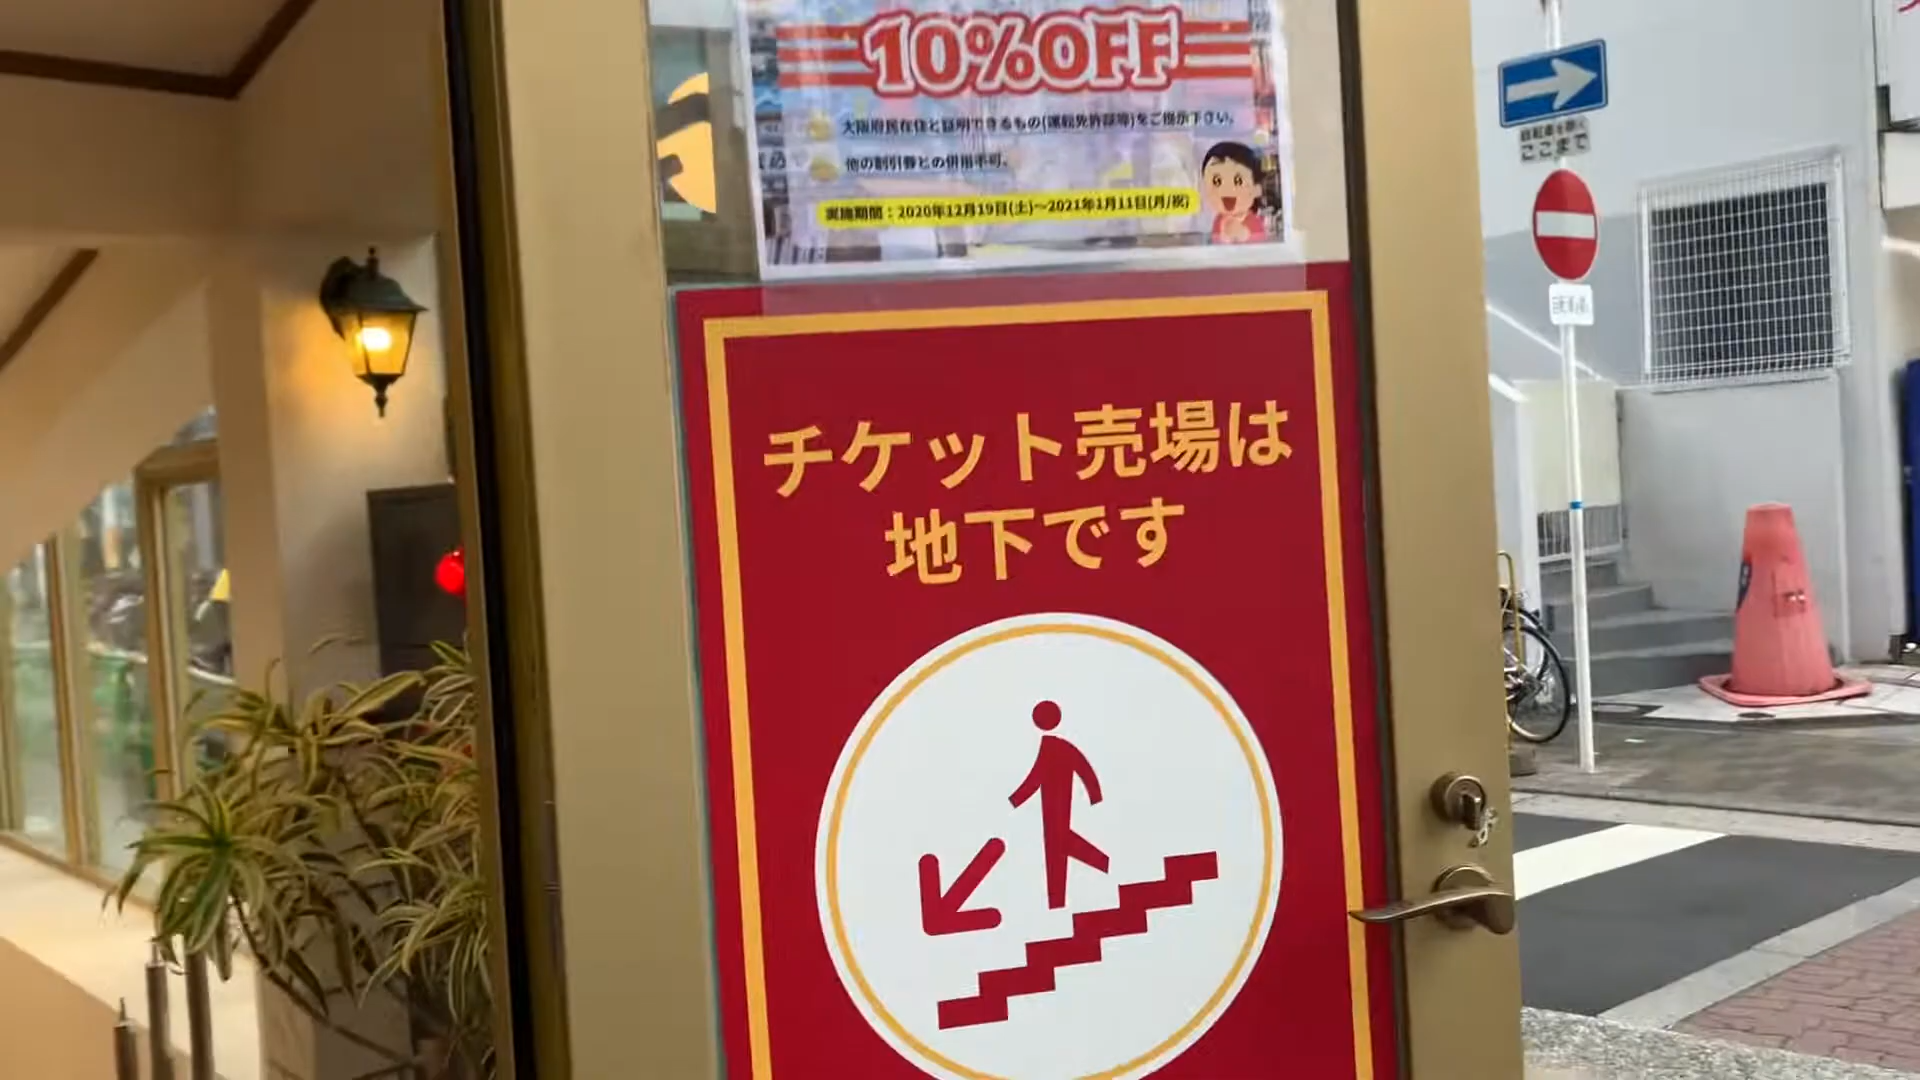 10%OFF
大阪府民在住と証明できるもの(運転免許証等)をご提示下さい。
他の割引券との併用不可。
実施期間：2020年12月19日(土)～2021年1月11日(月/祝)
チケット売場は
地下です
自転車を除く
ここまで